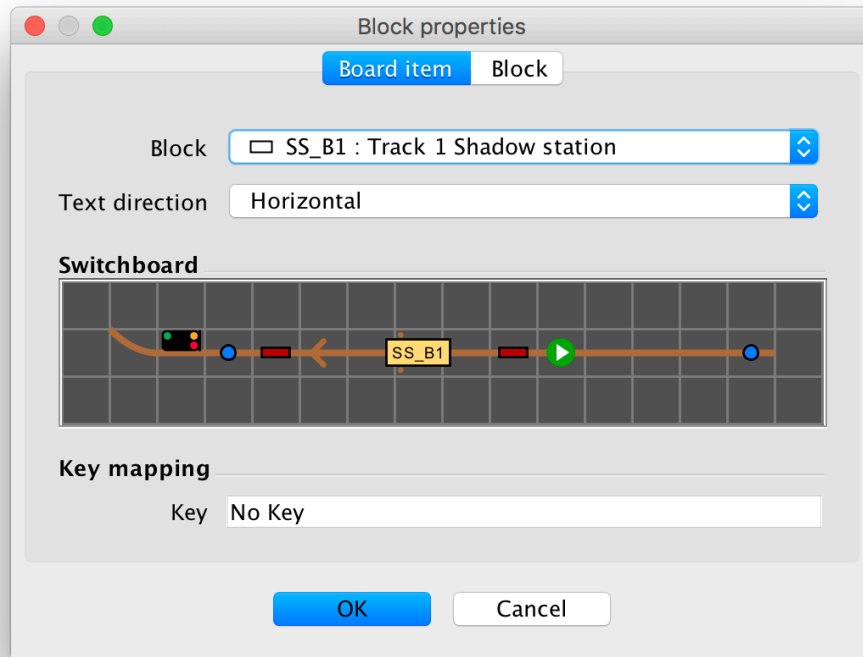 Block properties
Board item Block
Block SS_B1 : Track 1 Shadow station
Text direction Horizontal
Switchboard
SS_B1
Key mapping
Key No Key
OK Cancel